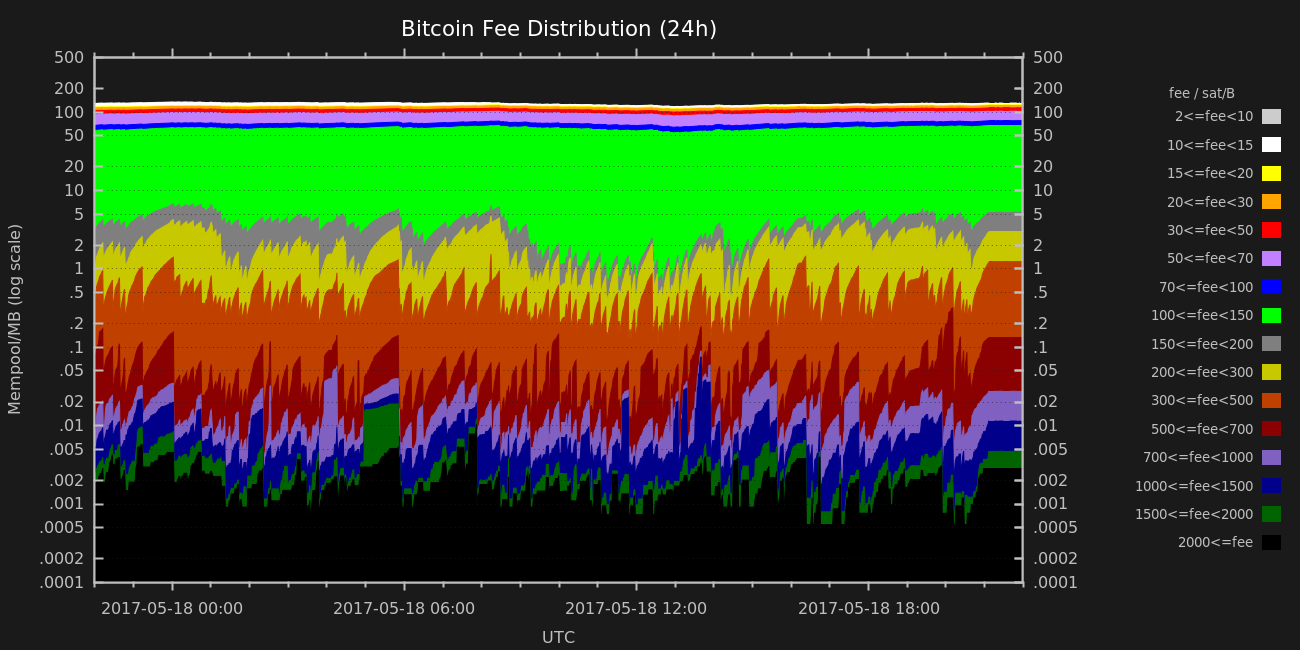 Bitcoin Fee Distribution (24h)
Mempool/MB (log scale)
500
200
100
50
20
10
5
2
1
.5
.2
.1
.05
.02
.01
.005
.002
.001
.0005
.0002
.0001
500
200
100
50
20
10
5
2
1
.5
.2
.1
.05
.02
.01
.005
.002
.001
.0005
.0002
.0001
2017-05-18 00:00 2017-05-18 06:00 2017-05-18 12:00 2017-05-18 18:00
UTC
fee / sat/B
2<=fee<10
10<=fee<15
15<=fee<20
20<=fee<30
30<=fee<50
50<=fee<70
70<=fee<100
100<=fee<150
150<=fee<200
200<=fee<300
300<=fee<500
500<=fee<700
700<=fee<1000
1000<=fee<1500
1500<=fee<2000
2000<=fee